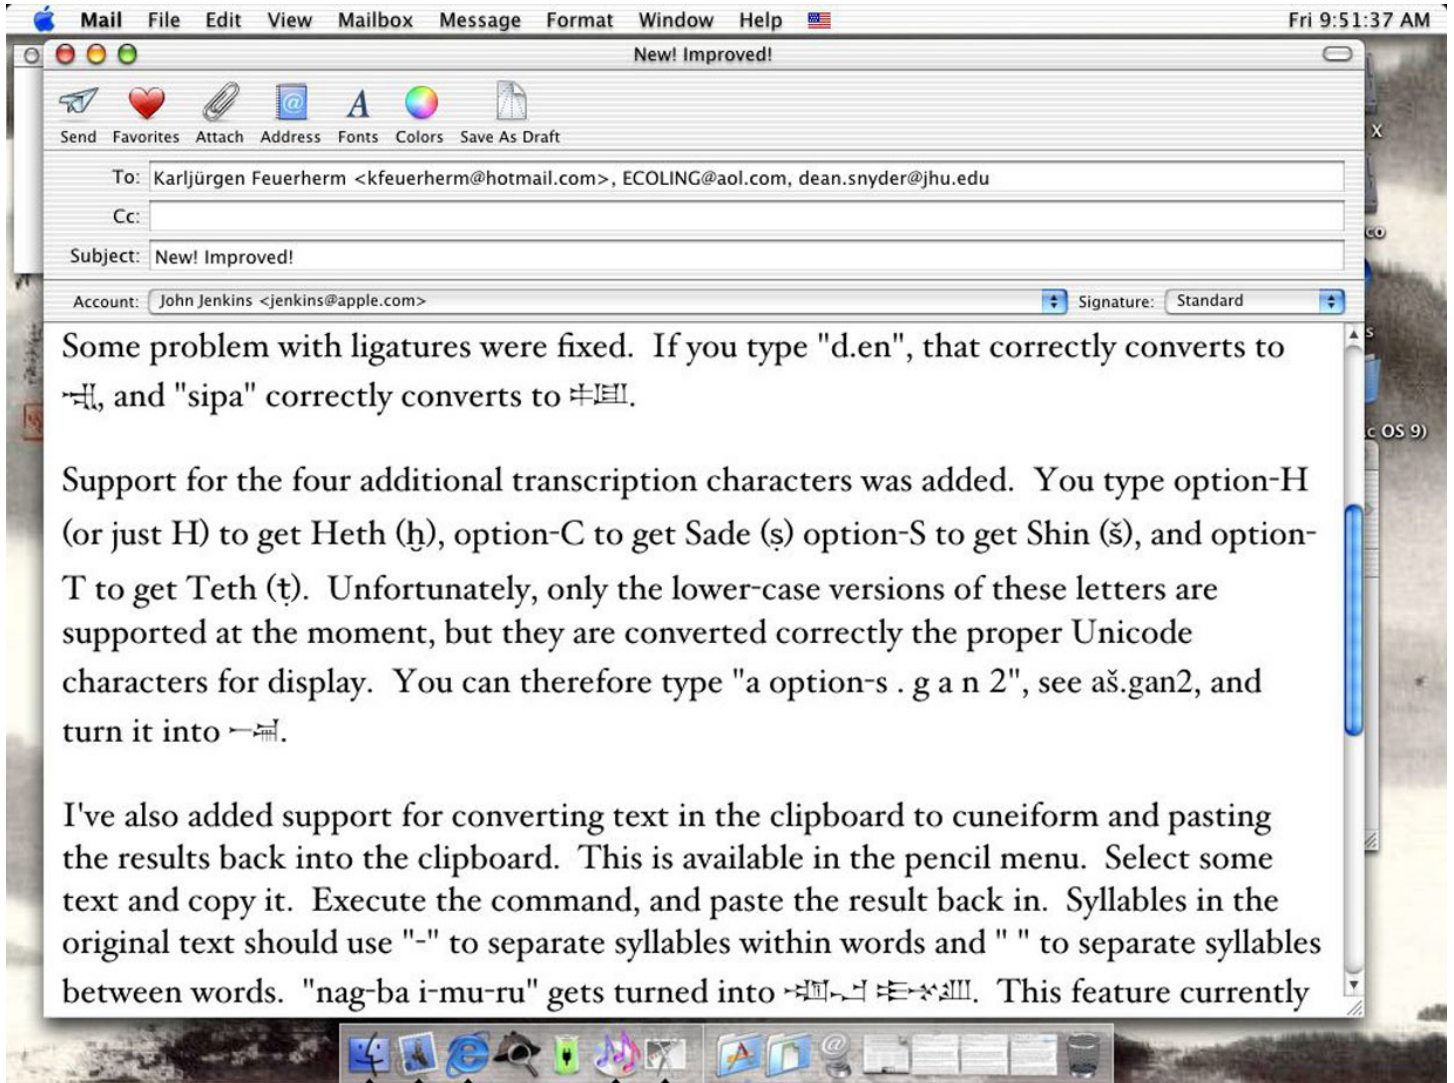 Mail File Edit View Mailbox Message Format Window Help Fri 9:51:37 AM
New! Improved!
Send Favorites Attach Address Fonts Colors Save As Draft
X
To: Karljürgen Feuerherm <kfeuerherm@hotmail.com>, ECOLING@aol.com, dean.snyder@jhu.edu
Cc:
co
Subject: New! Improved!
Account: John Jenkins <jenkins@apple.com> Signature: Standard
s
Some problem with ligatures were fixed. If you type "d.en", that correctly converts to
, and "sipa" correctly converts to .
c OS 9)
Support for the four additional transcription characters was added. You type option-H
(or just H) to get Heth (ḫ), option-C to get Sade (ṣ) option-S to get Shin (š), and option-
T to get Teth (ṭ). Unfortunately, only the lower-case versions of these letters are
supported at the moment, but they are converted correctly the proper Unicode
characters for display. You can therefore type "a option-s . g a n 2", see aš.gan2, and
turn it into .
I've also added support for converting text in the clipboard to cuneiform and pasting
the results back into the clipboard. This is available in the pencil menu. Select some
text and copy it. Execute the command, and paste the result back in. Syllables in the
original text should use "-" to separate syllables within words and " " to separate syllables
between words. "nag-ba i-mu-ru" gets turned into . This feature currently